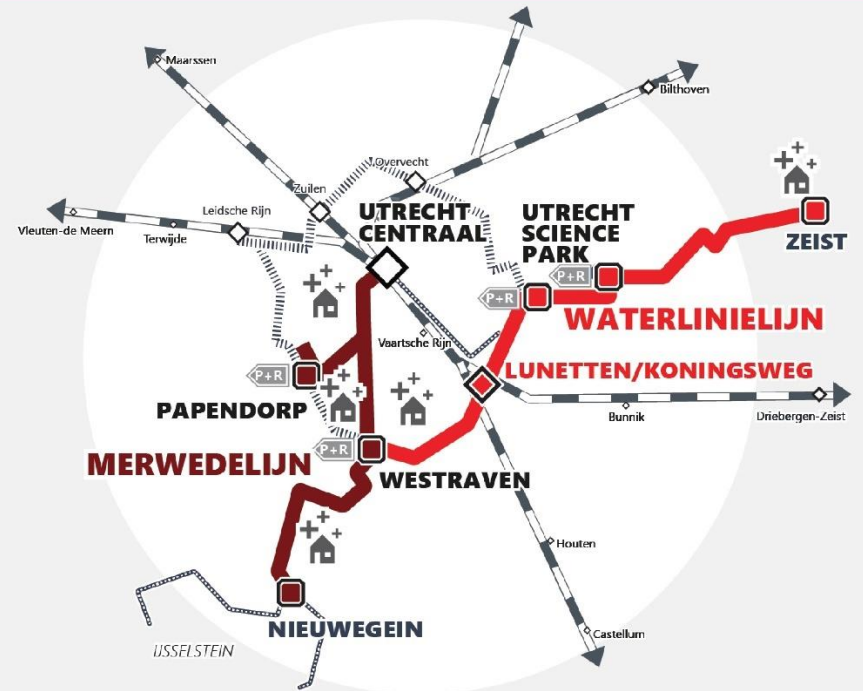 Maarssen
Bilthoven
Overvecht
Zuilen
Leidsche Rijn
Vleuten-de Meern
Terwijde
UTRECHT
CENTRAAL
UTRECHT
SCIENCE
PARK
ZEIST
P+R
P+R
WATERLINIELIJN
Vaartsche Rijn
LUNETTEN/KONINGSWEG
P+R
PAPENDORP
Bunnik
Driebergen-Zeist
P+R
MERWEDELIJN
WESTRAVEN
Houten
NIEUWEGEIN
Castellum
IJSSELSTEIN